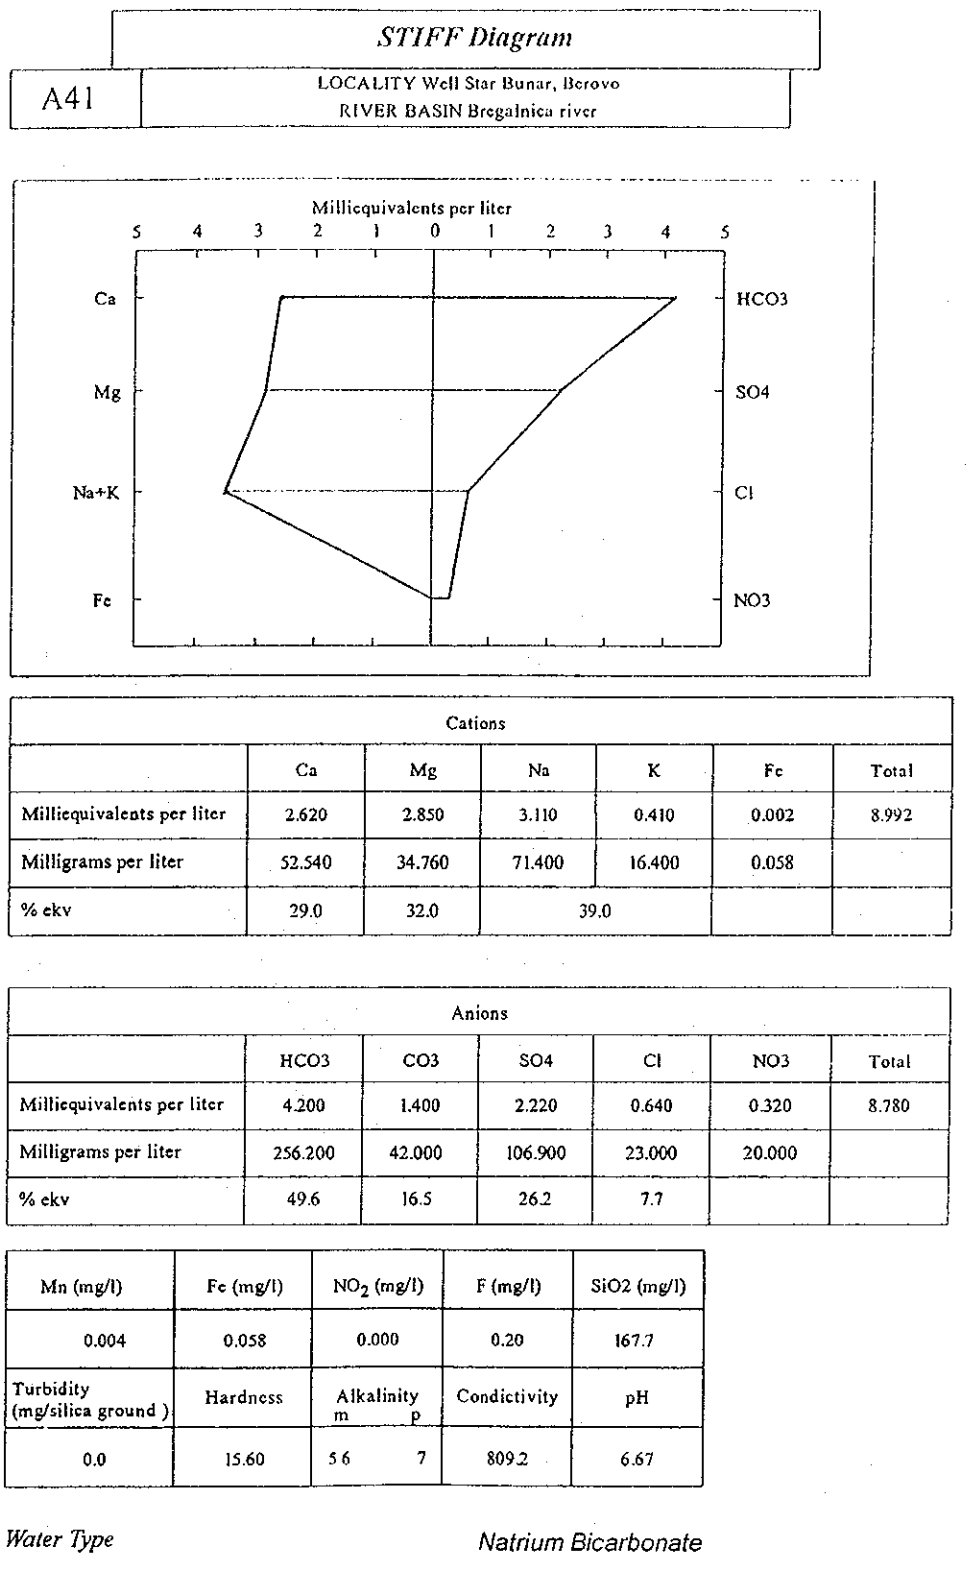 STIFF Diagram
A41
LOCALITY Well Star Bunar, Berovo
RIVER BASIN Bregalnica river
Milliequivalents per liter
5 4 3 2 1 0 1 2 3 4 5
Ca HCO3
Mg SO4
Na+K Cl
Fe NO3
Cations
Ca Mg Na K Fe Total
Milliequivalents per liter 2.620 2.850 3.110 0.410 0.002 8.992
Milligrams per liter 52.540 34.760 71.400 16.400 0.058
% ekv 29.0 32.0 39.0
Anions
HCO3 CO3 SO4 Cl NO3 Total
Milliequivalents per liter 4.200 1.400 2.220 0.640 0.320 8.780
Milligrams per liter 256.200 42.000 106.900 23.000 20.000
% ekv 49.6 16.5 26.2 7.7
Mn (mg/l) Fe (mg/l) NO2 (mg/l) F (mg/l) SiO2 (mg/l)
0.004 0.058 0.000 0.20 167.7
Turbidity Hardness Alkalinity Condictivity pH
(mg/silica ground ) m p
0.0 15.60 5 6 7 809.2 6.67
Water Type Natrium Bicarbonate